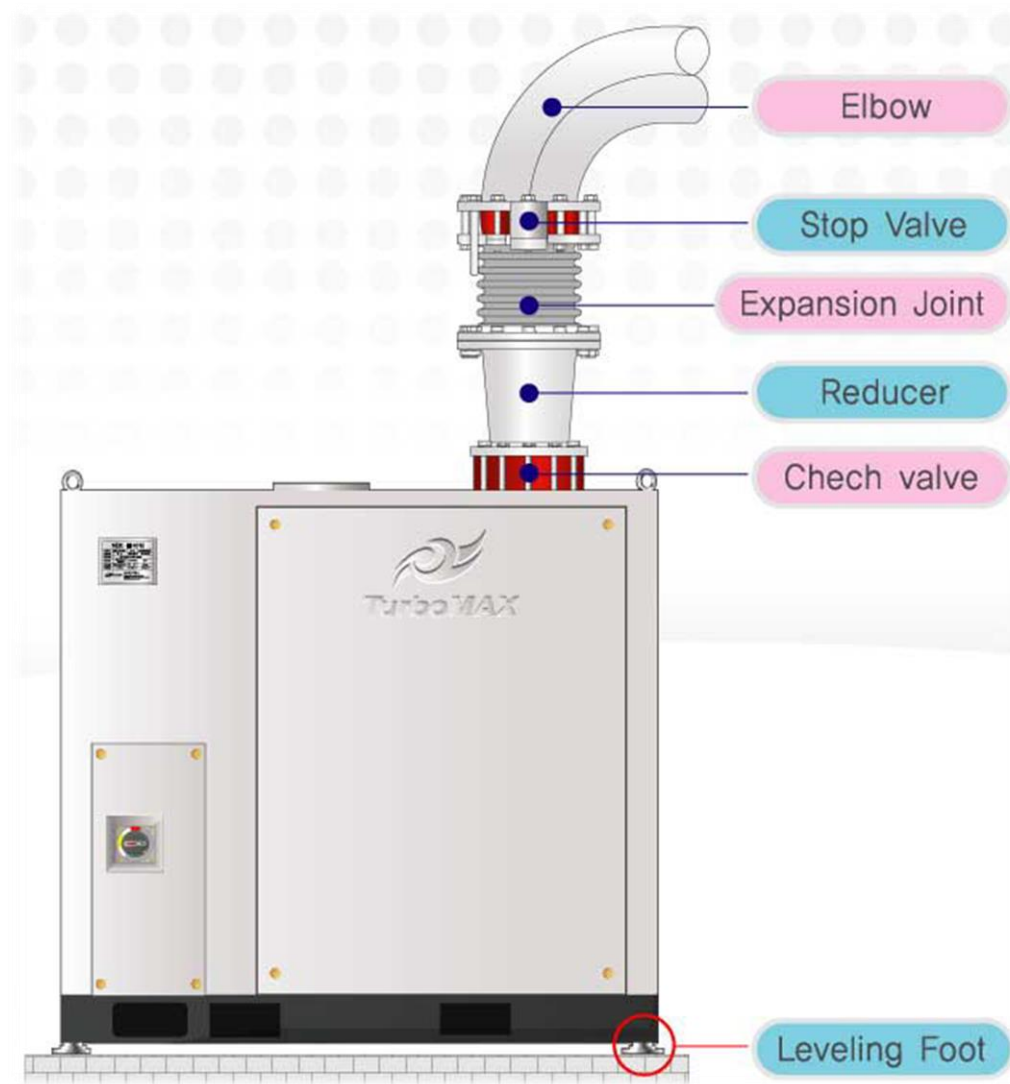 Elbow
Stop Valve
Expansion Joint
Reducer
Chech valve
TurboMAX
Leveling Foot